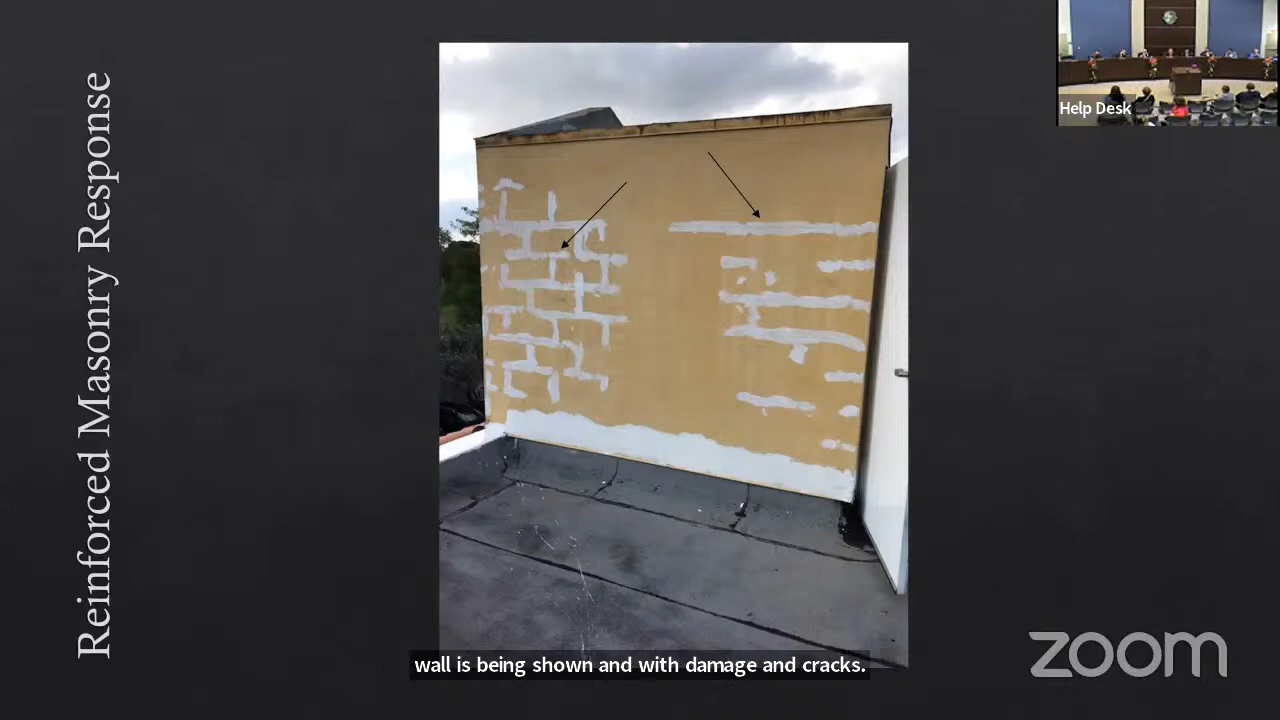 Reinforced Masonry Response
Help Desk
wall is being shown and with damage and cracks.
zoom